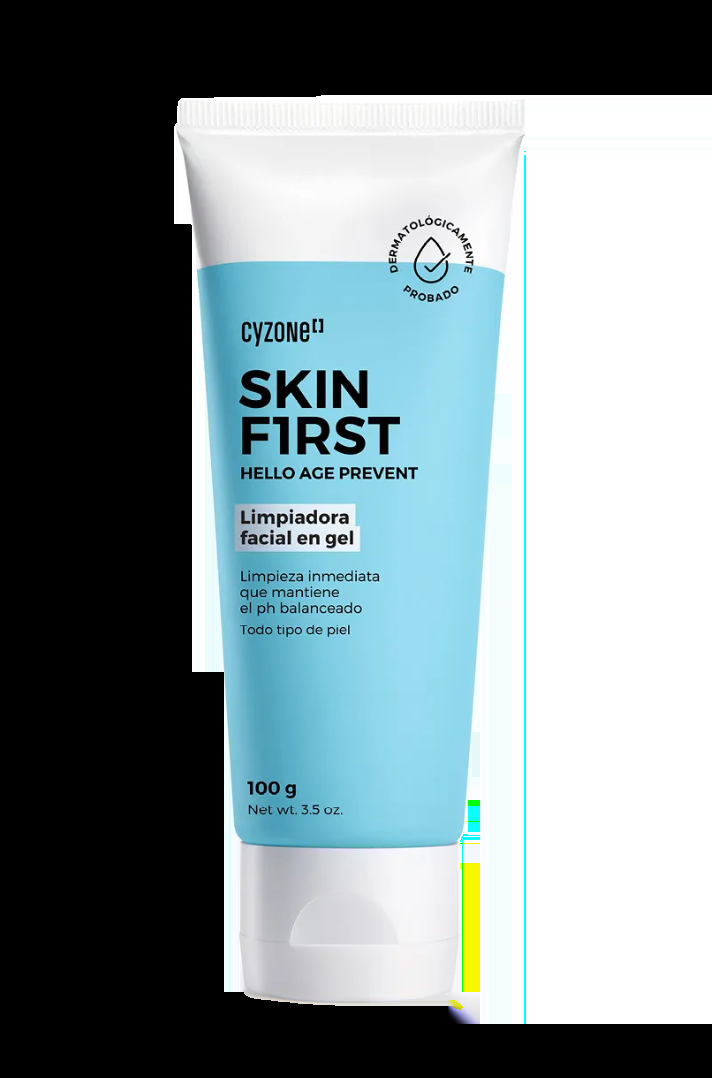 DERMATOLÓGICAMENTE
PROBADO
cyzone[]
SKIN
F1RST
HELLO AGE PREVENT
Limpiadora
facial en gel
Limpieza inmediata
que mantiene
el ph balanceado
Todo tipo de piel
100 g
Net wt. 3.5 oz.